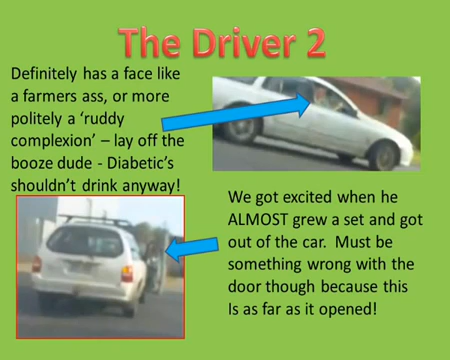 The Driver 2
Definitely has a face like
a farmers ass, or more
politely a ‘ruddy
complexion’ – lay off the
booze dude - Diabetic’s
shouldn’t drink anyway!
We got excited when he
ALMOST grew a set and got
out of the car.  Must be
something wrong with the
door though because this
Is as far as it opened!